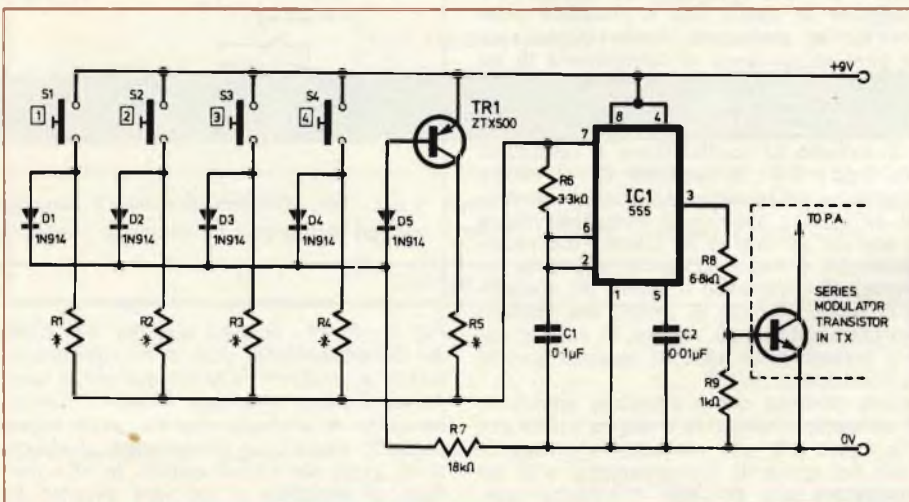 +9V
S1
S2
S3
S4
1
2
3
4
TR1
ZTX500
8
4
7
R6
3·3kΩ
IC1
555
3
6
2
1
5
D1
1N914
D2
1N914
D3
1N914
D4
1N914
D5
1N914
R8
6·8kΩ
TO P.A.
SERIES
MODULATOR
TRANSISTOR
IN TX
R1
*
R2
*
R3
*
R4
*
R5
*
C1
0·1µF
C2
0·01µF
R9
1kΩ
R7
18kΩ
0V